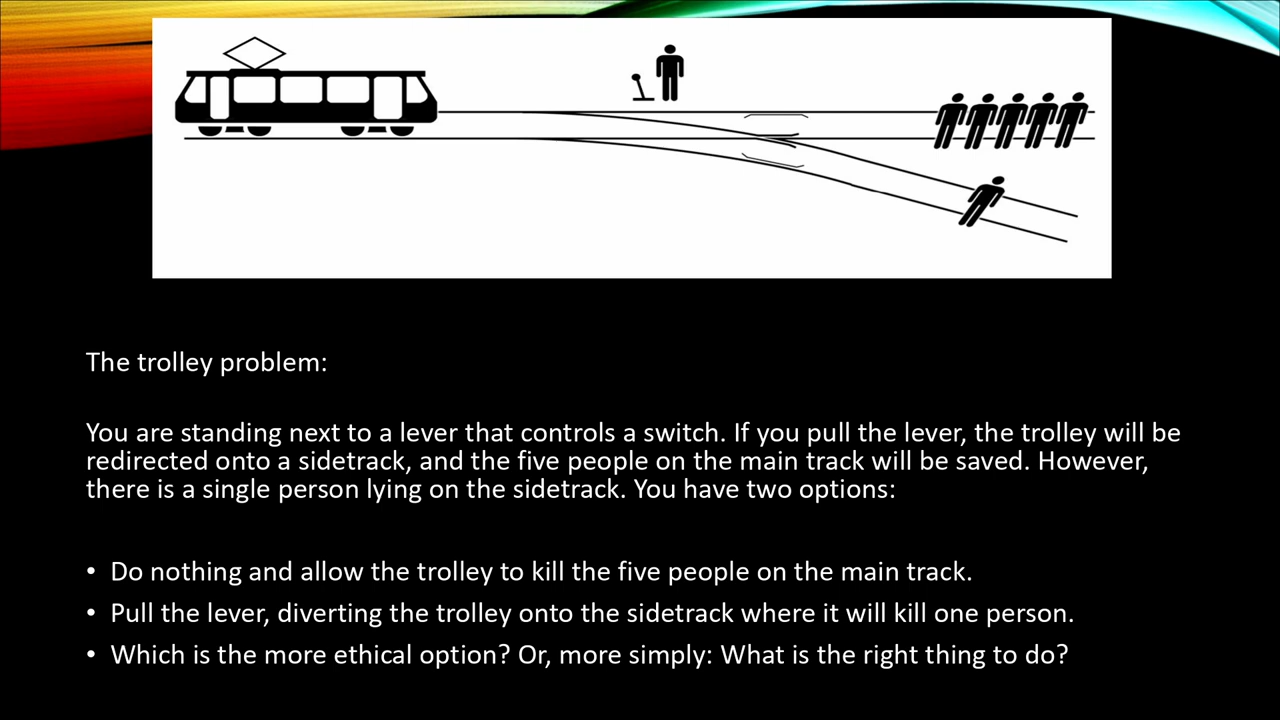 The trolley problem:
You are standing next to a lever that controls a switch. If you pull the lever, the trolley will be
redirected onto a sidetrack, and the five people on the main track will be saved. However,
there is a single person lying on the sidetrack. You have two options:
• Do nothing and allow the trolley to kill the five people on the main track.
• Pull the lever, diverting the trolley onto the sidetrack where it will kill one person.
• Which is the more ethical option? Or, more simply: What is the right thing to do?